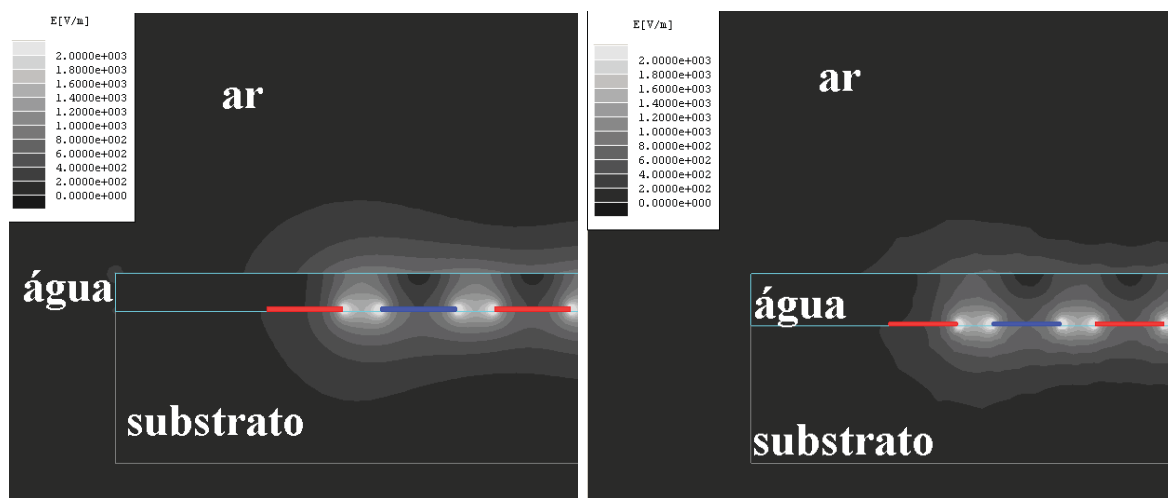 E[V/m]
2.0000e+003
1.8000e+003
1.6000e+003
1.4000e+003
1.2000e+003
1.0000e+003
8.0000e+002
6.0000e+002
4.0000e+002
2.0000e+002
0.0000e+000
ar
água
substrato
E[V/m]
2.0000e+003
1.8000e+003
1.6000e+003
1.4000e+003
1.2000e+003
1.0000e+003
8.0000e+002
6.0000e+002
4.0000e+002
2.0000e+002
0.0000e+000
ar
água
substrato